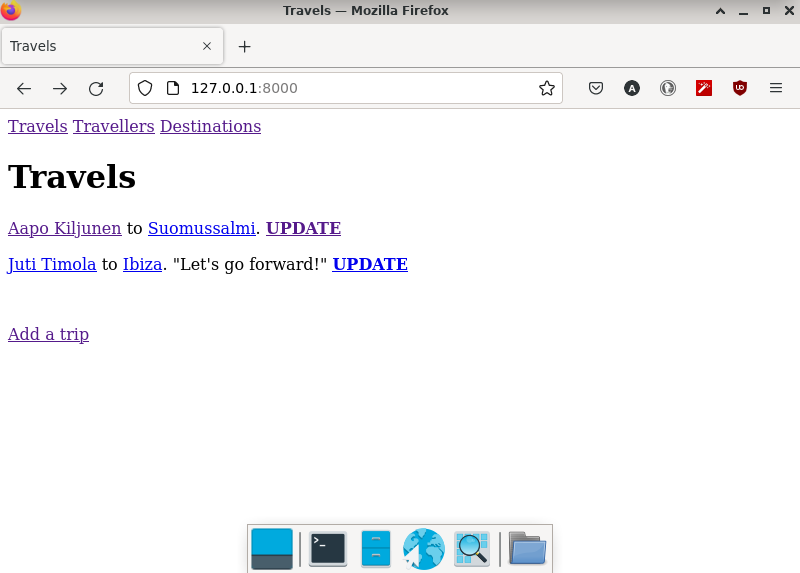 Travels — Mozilla Firefox
Travels
127.0.0.1:8000
A
UD
Travels Travellers Destinations
Travels
Aapo Kiljunen to Suomussalmi. UPDATE
Juti Timola to Ibiza. "Let's go forward!" UPDATE
Add a trip
>_